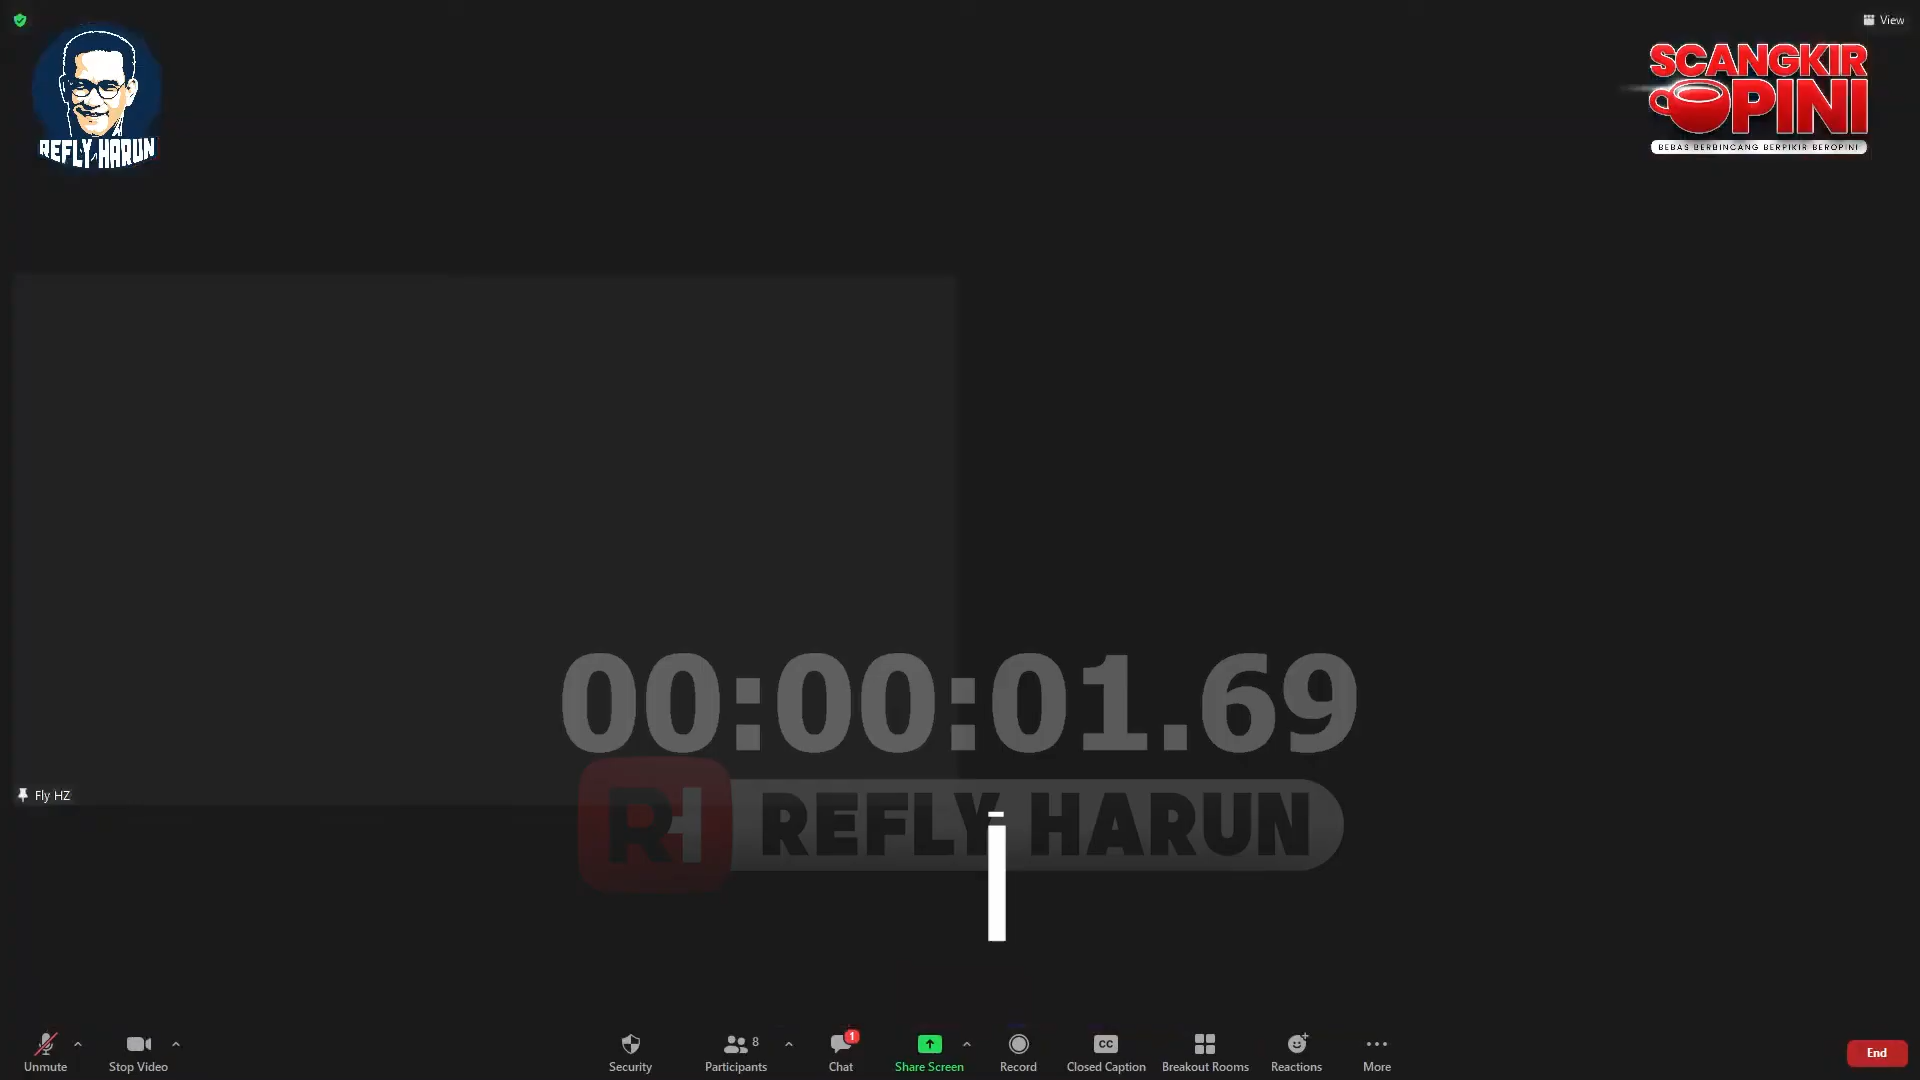 View
REFLY HARUN
SCANGKIR
OPINI
BEBAS BERBINCANG BERPIKIR BEROPINI
00:00:01.69
Fly HZ
RH REFLY HARUN
8
1
Unmute
Stop Video
Security
Participants
Chat
Share Screen
Record
CC
Closed Caption
Breakout Rooms
Reactions
More
End